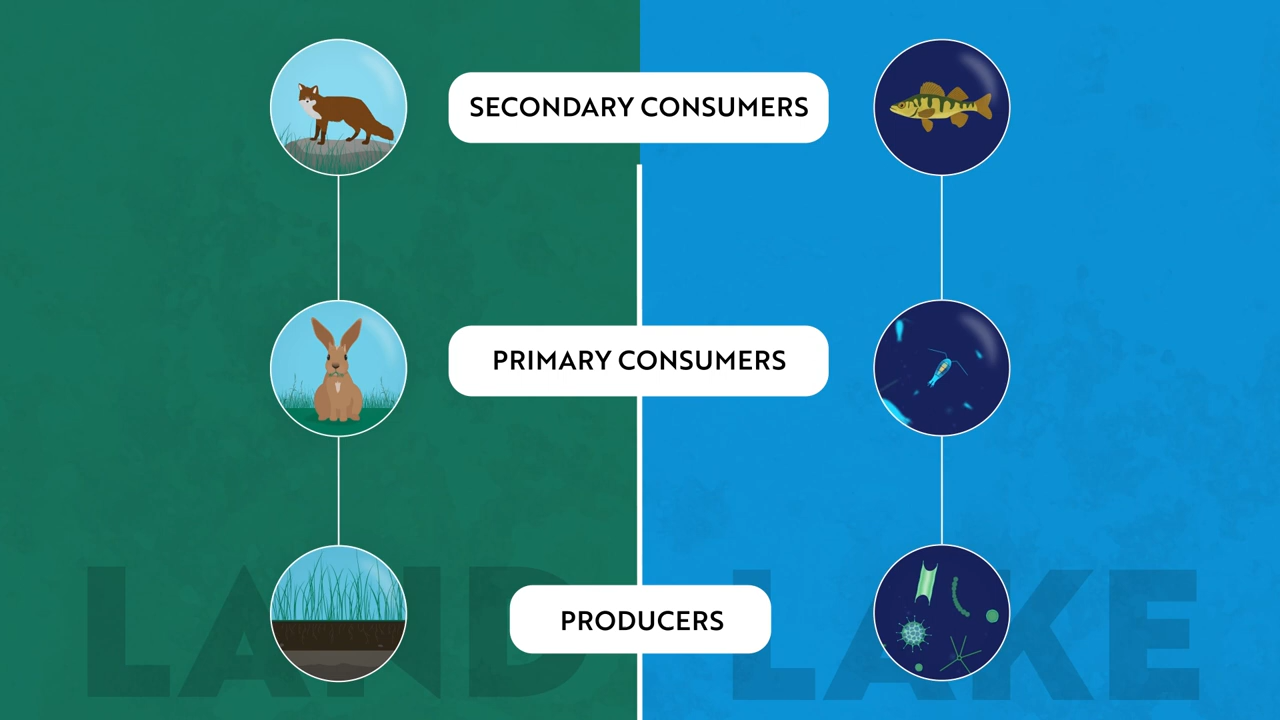 SECONDARY CONSUMERS
PRIMARY CONSUMERS
PRODUCERS
LAND
LAKE